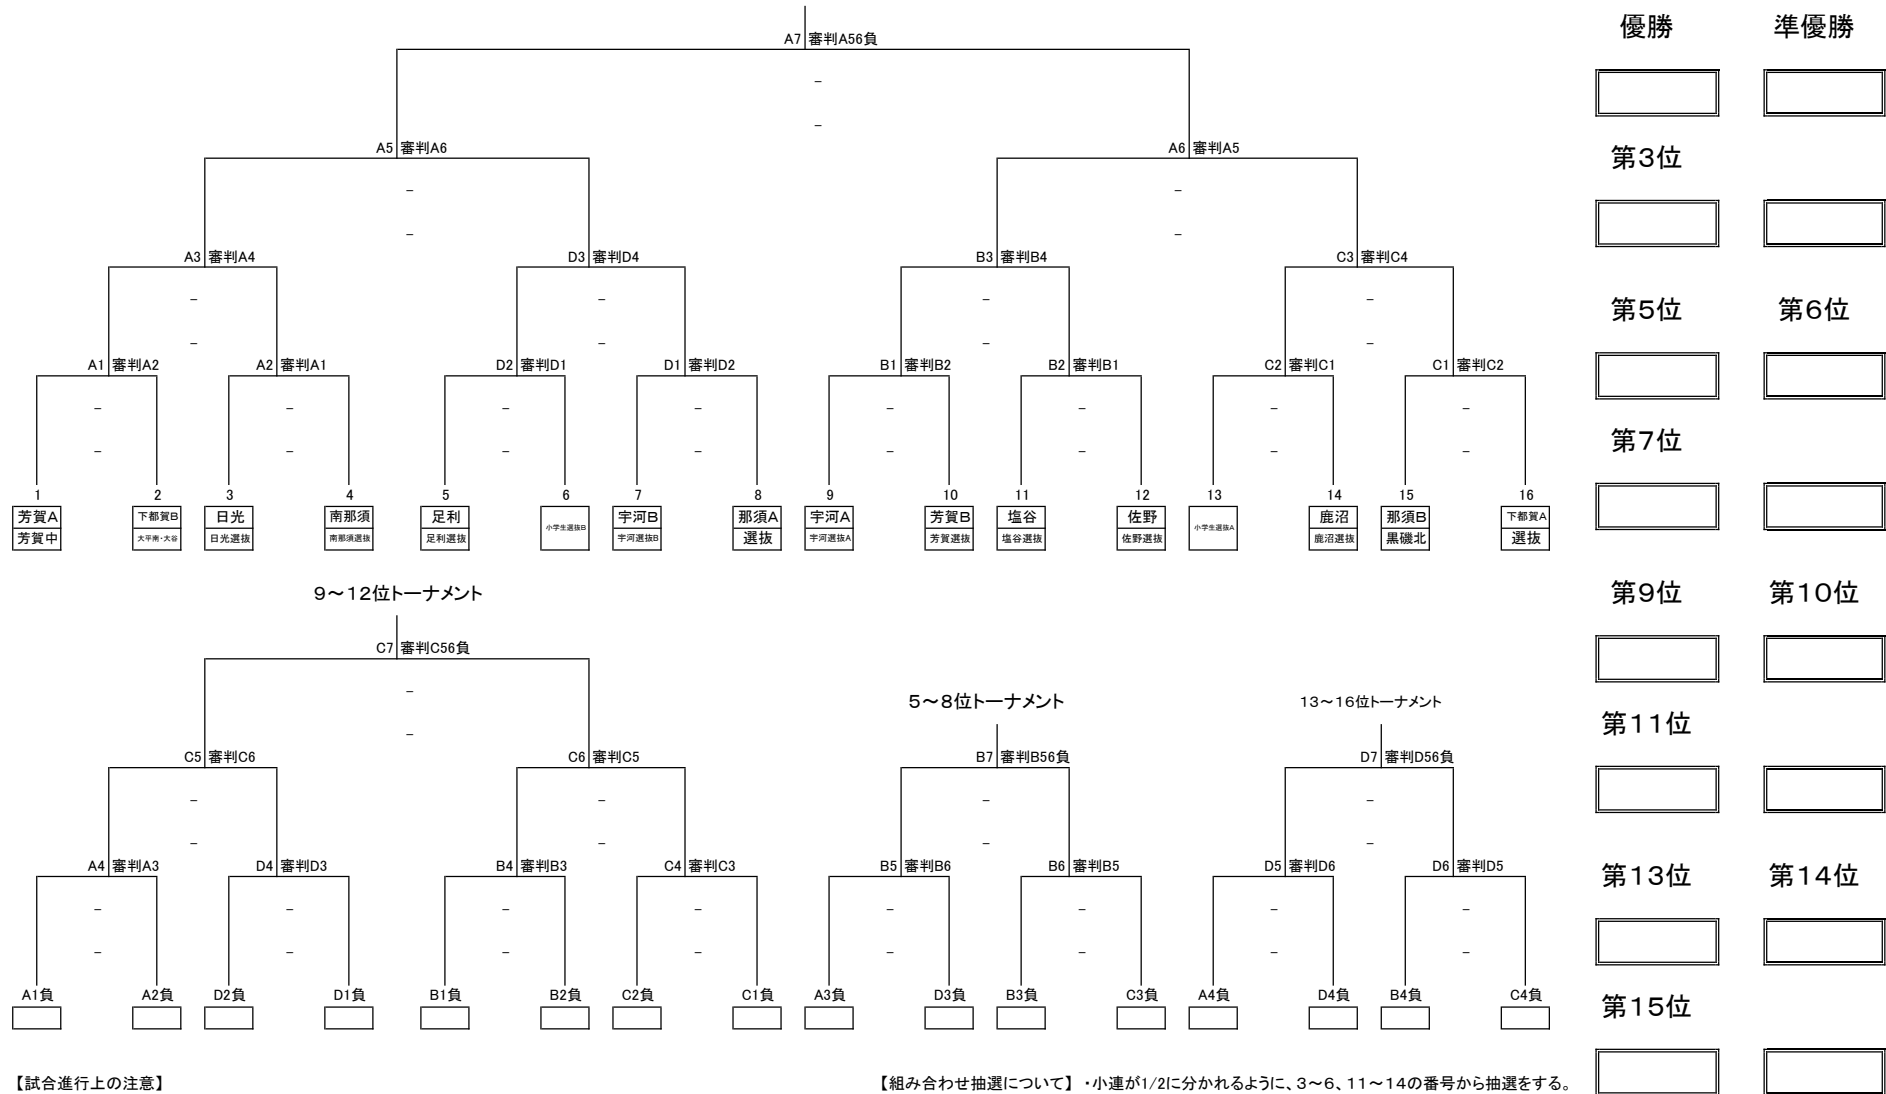 優勝 準優勝
A7 審判A56負
－
－
A5 審判A6 A6 審判A5
第3位
－ －
－ －
A3 審判A4 D3 審判D4 B3 審判B4 C3 審判C4
－ － － －
第5位 第6位
－ － － －
A1 審判A2 A2 審判A1 D2 審判D1 D1 審判D2 B1 審判B2 B2 審判B1 C2 審判C1 C1 審判C2
－ － － － － － － －
第7位
－ － － － － － － －
1 2 3 4 5 6 7 8 9 10 11 12 13 14 15 16
芳賀A 下都賀B 日光 南那須 足利 小学生選抜B 宇河B 那須A 宇河A 芳賀B 塩谷 佐野 小学生選抜A 鹿沼 那須B 下都賀A
芳賀中 大平南・大谷 日光選抜 南那須選抜 足利選抜 宇河選抜B 選抜 宇河選抜A 芳賀選抜 塩谷選抜 佐野選抜 鹿沼選抜 黒磯北 選抜
9～12位トーナメント
第9位 第10位
C7 審判C56負
－
5～8位トーナメント 13～16位トーナメント
第11位
－
C5 審判C6 C6 審判C5 B7 審判B56負 D7 審判D56負
－ － － －
－ － － －
A4 審判A3 D4 審判D3 B4 審判B3 C4 審判C3 B5 審判B6 B6 審判B5 D5 審判D6 D6 審判D5
第13位 第14位
－ － － － － － － －
－ － － － － － － －
A1負 A2負 D2負 D1負 B1負 B2負 C2負 C1負 A3負 D3負 B3負 C3負 A4負 D4負 B4負 C4負
第15位
【試合進行上の注意】 【組み合わせ抽選について】 ・小連が1/2に分かれるように、3～6、11～14の番号から抽選をする。